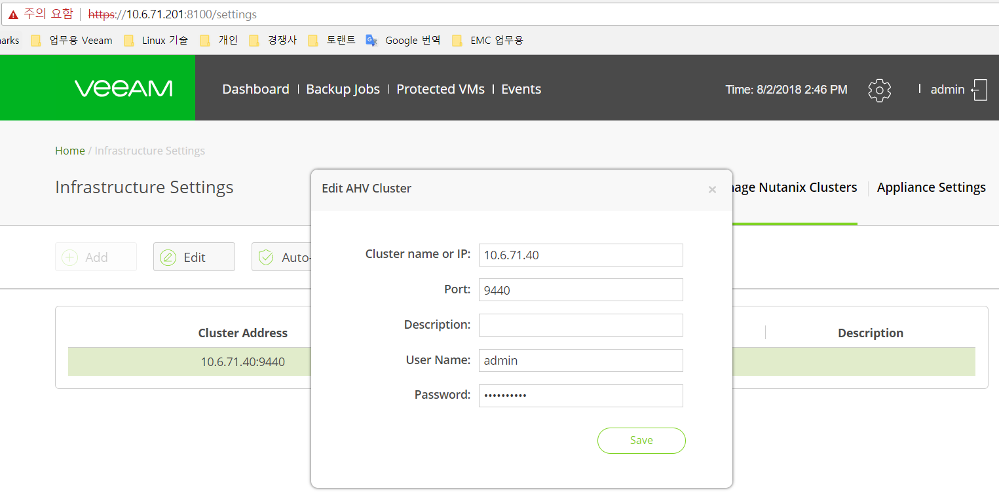 주의 요함 https://10.6.71.201:8100/settings
arks 업무용 Veeam Linux 기술 개인 경쟁사 토랜트 Google 번역 EMC 업무용
veeam Dashboard Backup Jobs Protected VMs Events Time: 8/2/2018 2:46 PM admin
Home / Infrastructure Settings
Infrastructure Settings
Edit AHV Cluster ×
age Nutanix Clusters Appliance Settings
Add Edit Auto-
Cluster name or IP: 10.6.71.40
Port: 9440
Description:
User Name: admin
Password: ••••••••••
Save
Cluster Address Description
10.6.71.40:9440